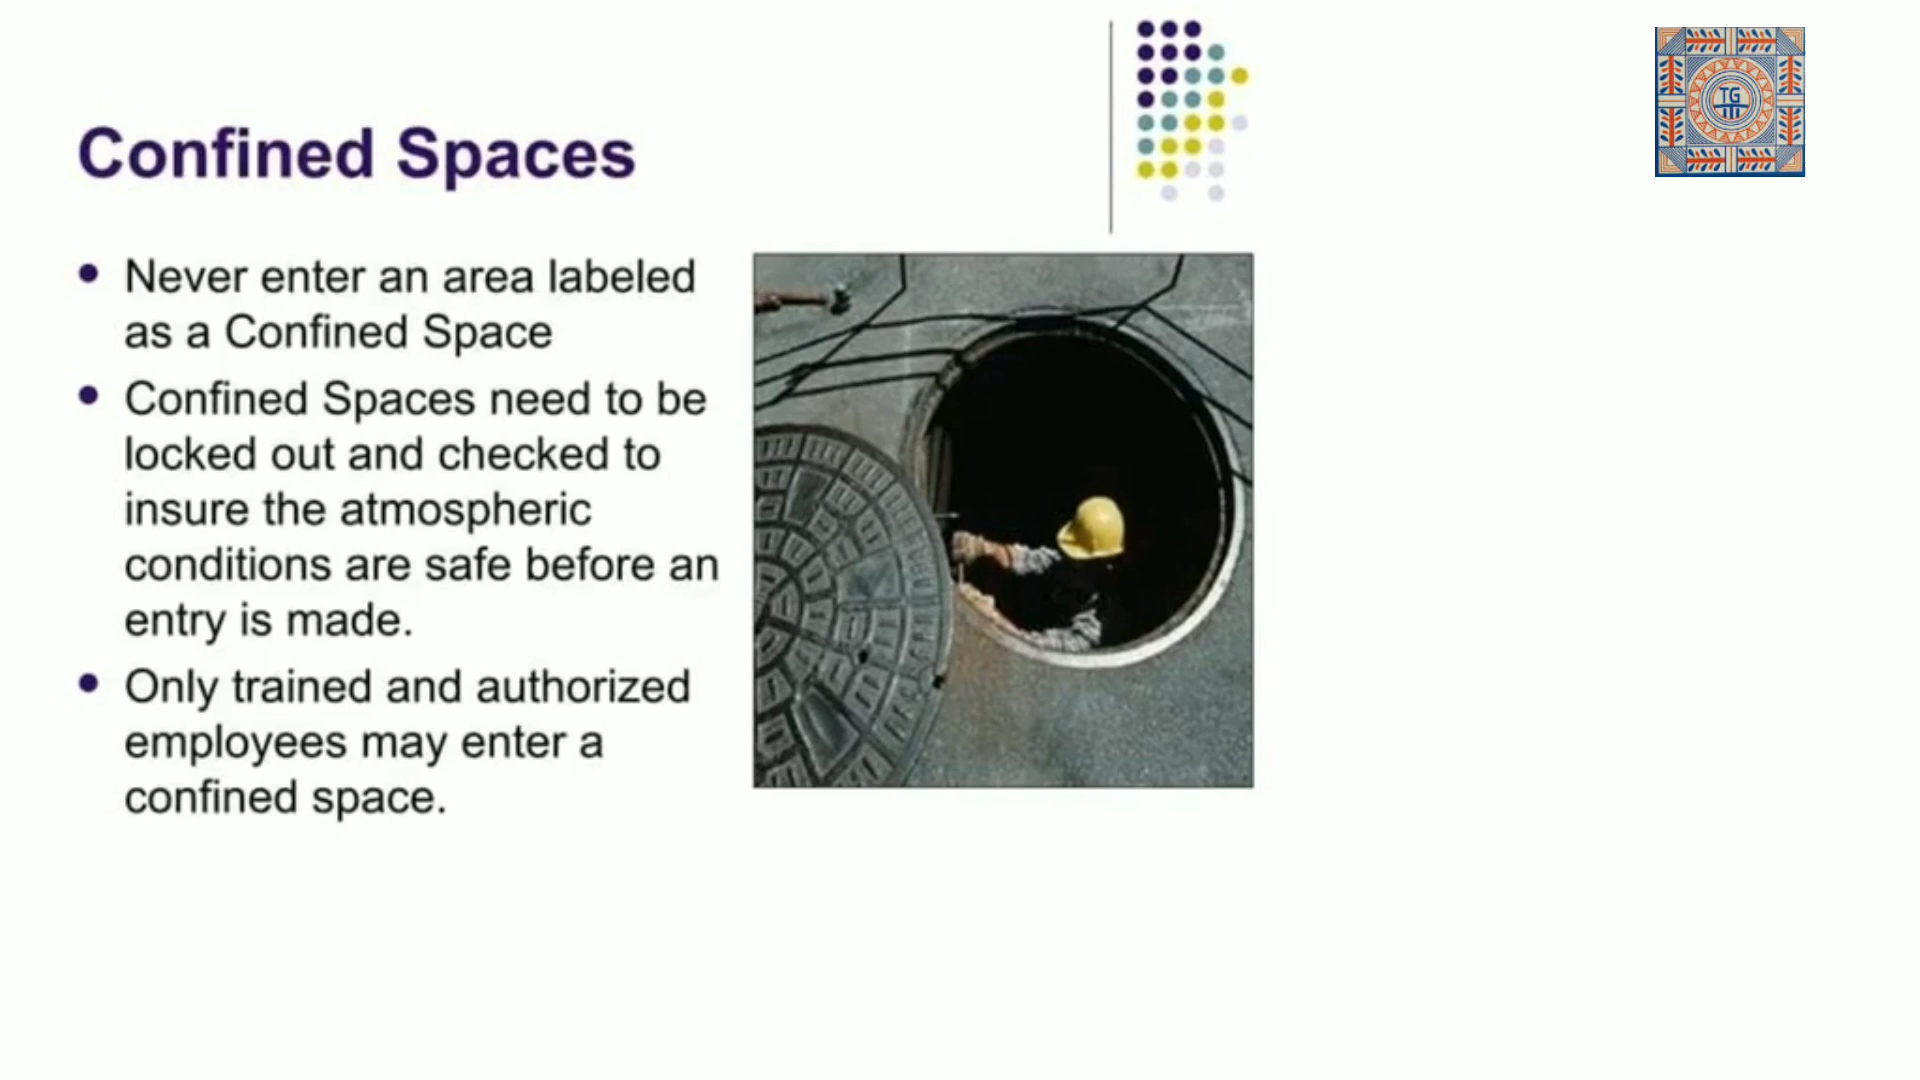 Confined Spaces
Never enter an area labeled
as a Confined Space
Confined Spaces need to be
locked out and checked to
insure the atmospheric
conditions are safe before an
entry is made.
Only trained and authorized
employees may enter a
confined space.
TG